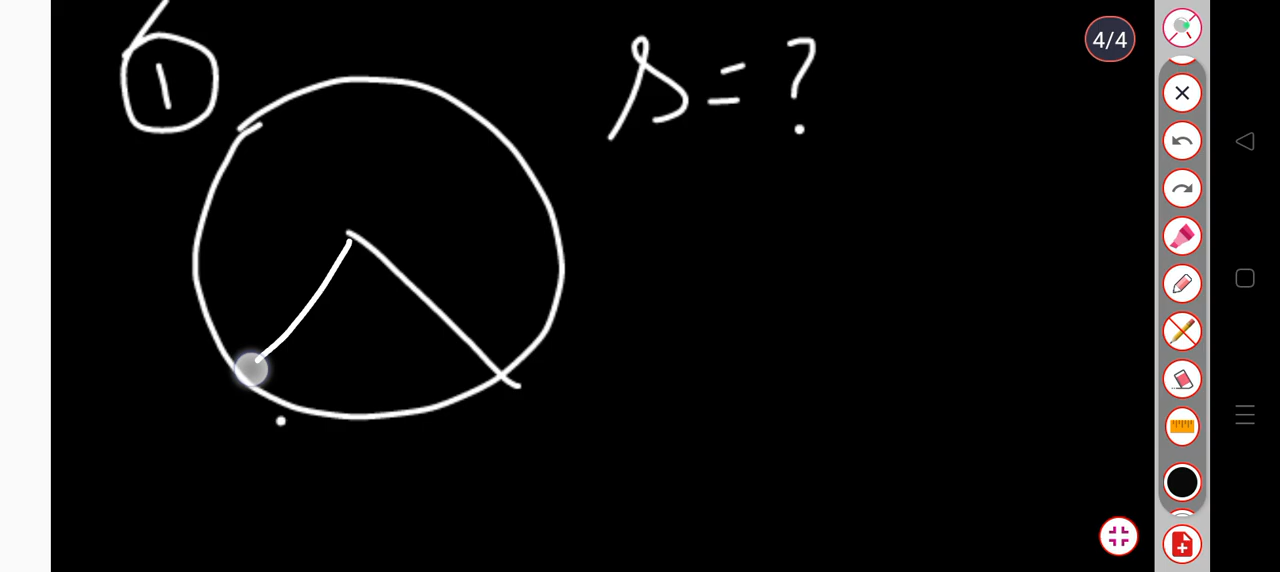 ①
s = ?
4/4